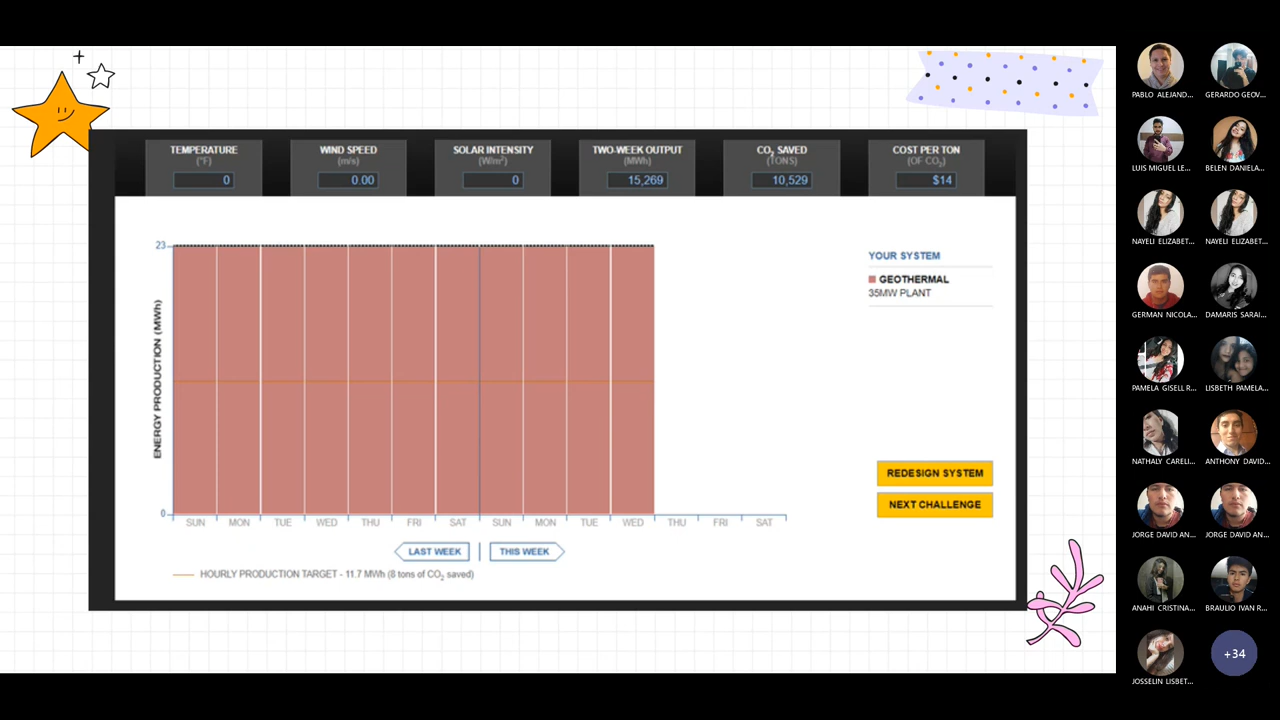 TEMPERATURE
(°F)
0
WIND SPEED
(m/s)
0.00
SOLAR INTENSITY
(W/m²)
0
TWO-WEEK OUTPUT
(MWh)
15,269
CO₂ SAVED
(TONS)
10,529
COST PER TON
(OF CO₂)
$14
ENERGY PRODUCTION (MWh)
23
0
SUN MON TUE WED THU FRI SAT SUN MON TUE WED THU FRI SAT
LAST WEEK
THIS WEEK
HOURLY PRODUCTION TARGET - 11.7 MWh (8 tons of CO₂ saved)
YOUR SYSTEM
GEOTHERMAL
35MW PLANT
REDESIGN SYSTEM
NEXT CHALLENGE
PABLO ALEJAND...
GERARDO GEOV...
LUIS MIGUEL LE...
BELEN DANIELA...
NAYELI ELIZABET...
NAYELI ELIZABET...
GERMAN NICOLA...
DAMARIS SARAI...
PAMELA GISELL R...
LISBETH PAMELA...
NATHALY CARELI...
ANTHONY DAVID...
JORGE DAVID AN...
JORGE DAVID AN...
ANAHI CRISTINA...
BRAULIO IVAN R...
JOSSELIN LISBET...
+34